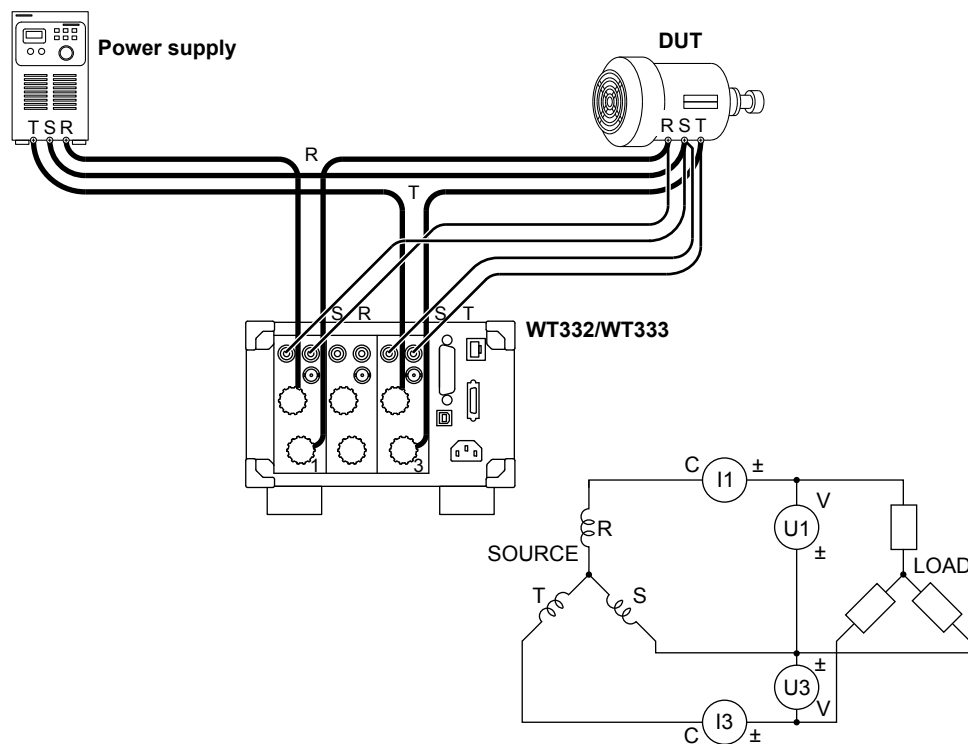 Power supply
DUT
T S R
R S T
R
T
S R S T
WT332/WT333
1 3
C I1 ±
V
U1
±
R
SOURCE
LOAD
T S
±
U3
V
C I3 ±